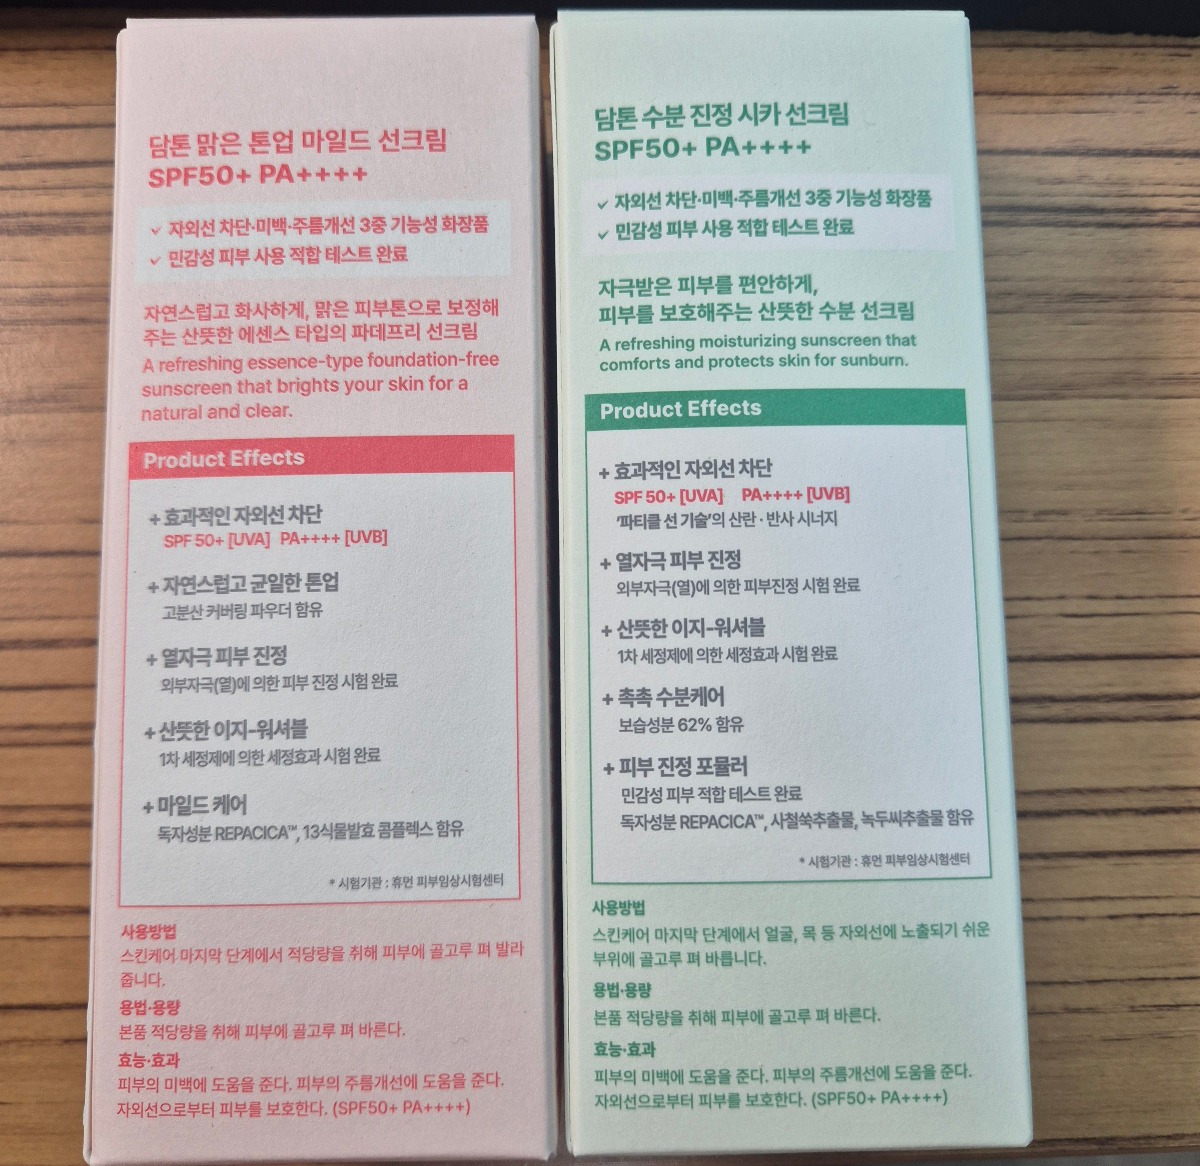 담톤 맑은 톤업 마일드 선크림
SPF50+ PA++++
자외선 차단·미백·주름개선 3중 기능성 화장품
민감성 피부 사용 적합 테스트 완료
자연스럽고 화사하게, 맑은 피부톤으로 보정해
주는 산뜻한 에센스 타입의 파데프리 선크림
A refreshing essence-type foundation-free
sunscreen that brights your skin for a
natural and clear.
Product Effects
+ 효과적인 자외선 차단
SPF 50+ [UVA] PA++++ [UVB]
+ 자연스럽고 균일한 톤업
고분산 커버링 파우더 함유
+ 열자극 피부 진정
외부자극(열)에 의한 피부 진정 시험 완료
+ 산뜻한 이지-워셔블
1차 세정제에 의한 세정효과 시험 완료
+ 마일드 케어
독자성분 REPACICA™, 13식물발효 콤플렉스 함유
* 시험기관 : 휴먼 피부임상시험센터
사용방법
스킨케어 마지막 단계에서 적당량을 취해 피부에 골고루 펴 발라
줍니다.
용법·용량
본품 적당량을 취해 피부에 골고루 펴 바른다.
효능·효과
피부의 미백에 도움을 준다. 피부의 주름개선에 도움을 준다.
자외선으로부터 피부를 보호한다. (SPF50+ PA++++)
담톤 수분 진정 시카 선크림
SPF50+ PA++++
자외선 차단·미백·주름개선 3중 기능성 화장품
민감성 피부 사용 적합 테스트 완료
자극받은 피부를 편안하게,
피부를 보호해주는 산뜻한 수분 선크림
A refreshing moisturizing sunscreen that
comforts and protects skin for sunburn.
Product Effects
+ 효과적인 자외선 차단
SPF 50+ [UVA] PA++++ [UVB]
'파티클 선 기술'의 산란 · 반사 시너지
+ 열자극 피부 진정
외부자극(열)에 의한 피부진정 시험 완료
+ 산뜻한 이지-워셔블
1차 세정제에 의한 세정효과 시험 완료
+ 촉촉 수분케어
보습성분 62% 함유
+ 피부 진정 포뮬러
민감성 피부 적합 테스트 완료
독자성분 REPACICA™, 사철쑥추출물, 녹두씨추출물 함유
* 시험기관 : 휴먼 피부임상시험센터
사용방법
스킨케어 마지막 단계에서 얼굴, 목 등 자외선에 노출되기 쉬운
부위에 골고루 펴 바릅니다.
용법·용량
본품 적당량을 취해 피부에 골고루 펴 바른다.
효능·효과
피부의 미백에 도움을 준다. 피부의 주름개선에 도움을 준다.
자외선으로부터 피부를 보호한다. (SPF50+ PA++++)